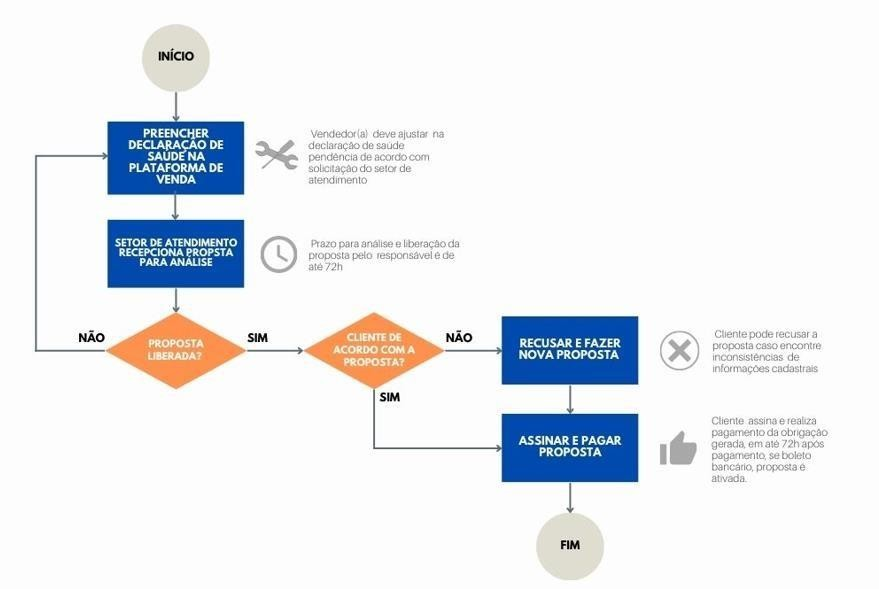 INÍCIO
PREENCHER
DECLARAÇÃO DE
SAÚDE NA
PLATAFORMA DE
VENDA
Vendedor(a) deve ajustar na
declaração de saúde
pendência de acordo com
solicitação do setor de
atendimento
SETOR DE ATENDIMENTO
RECEPCIONA PROPSTA
PARA ANÁLISE
Prazo para análise e liberação da
proposta pelo responsável é de
até 72h
NÃO
PROPOSTA
LIBERADA?
SIM
CLIENTE DE
ACORDO COM A
PROPOSTA?
NÃO
SIM
RECUSAR E FAZER
NOVA PROPOSTA
Cliente pode recusar a
proposta caso encontre
inconsistências de
informações cadastrais
ASSINAR E PAGAR
PROPOSTA
Cliente assina e realiza
pagamento da obrigação
gerada, em até 72h após
pagamento, se boleto
bancário, proposta é
ativada.
FIM